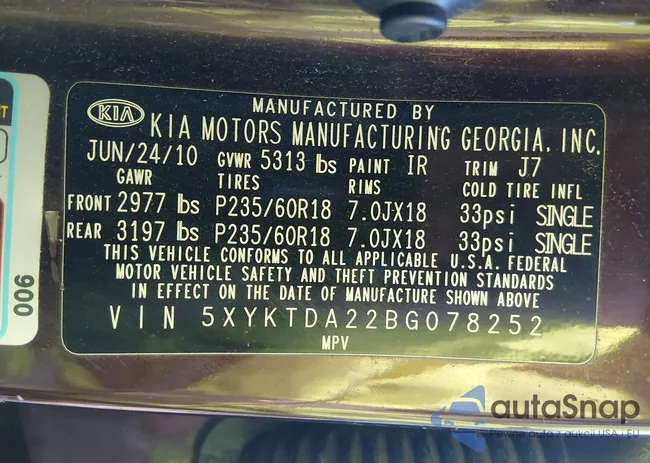 MANUFACTURED BY
KIA KIA MOTORS MANUFACTURING GEORGIA, INC.
JUN/24/10 GVWR 5313 lbs PAINT IR TRIM J7
GAWR TIRES RIMS COLD TIRE INFL
FRONT 2977 lbs P235/60R18 7.0JX18 33psi SINGLE
REAR 3197 lbs P235/60R18 7.0JX18 33psi SINGLE
THIS VEHICLE CONFORMS TO ALL APPLICABLE U.S.A. FEDERAL
MOTOR VEHICLE SAFETY AND THEFT PREVENTION STANDARDS
IN EFFECT ON THE DATE OF MANUFACTURE SHOWN ABOVE
VIN 5XYKTDA22BG078252
MPV
006
autaSnap